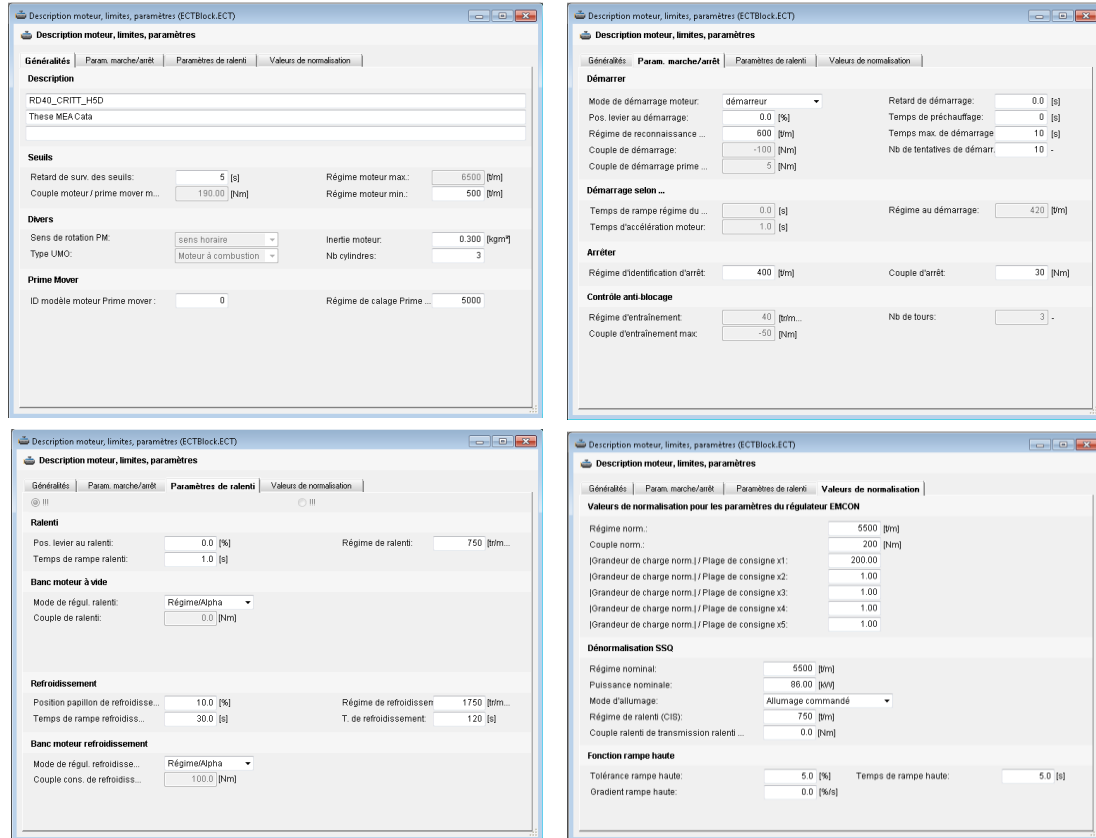 Description moteur, limites, paramètres (ECTBlock.ECT)
Description moteur, limites, paramètres
Généralités Param. marche/arrêt Paramètres de ralenti Valeurs de normalisation
Description
RD40_CRITT_H5D
These MEA Cata
Seuils
Retard de surv. des seuils: 5 [s] Régime moteur max.: 6500 [t/m]
Couple moteur / prime mover m... 190.00 [Nm] Régime moteur min.: 500 [t/m]
Divers
Sens de rotation PM: sens horaire Inertie moteur: 0.300 [kgm²]
Type UMO: Moteur à combustion Nb cylindres: 3
Prime Mover
ID modèle moteur Prime mover : 0 Régime de calage Prime ... 5000
Description moteur, limites, paramètres (ECTBlock.ECT)
Description moteur, limites, paramètres
Généralités Param. marche/arrêt Paramètres de ralenti Valeurs de normalisation
Démarrer
Mode de démarrage moteur: démarreur Retard de démarrage: 0.0 [s]
Pos. levier au démarrage: 0.0 [%] Temps de préchauffage: 0 [s]
Régime de reconnaissance ... 600 [t/m] Temps max. de démarrage 10 [s]
Couple de démarrage: -100 [Nm] Nb de tentatives de démarr. 10 -
Couple de démarrage prime ... 5 [Nm]
Démarrage selon ...
Temps de rampe régime du ... 0.0 [s] Régime au démarrage: 420 [t/m]
Temps d'accélération moteur: 1.0 [s]
Arrêter
Régime d'identification d'arrêt: 400 [t/m] Couple d'arrêt: 30 [Nm]
Contrôle anti-blocage
Régime d'entraînement: 40 [tr/m... Nb de tours: 3 -
Couple d'entraînement max: -50 [Nm]
Description moteur, limites, paramètres (ECTBlock.ECT)
Description moteur, limites, paramètres
Généralités Param. marche/arrêt Paramètres de ralenti Valeurs de normalisation
!!! !!!
Ralenti
Pos. levier au ralenti: 0.0 [%] Régime de ralenti: 750 [tr/m...
Temps de rampe ralenti: 1.0 [s]
Banc moteur à vide
Mode de régul. ralenti: Régime/Alpha
Couple de ralenti: 0.0 [Nm]
Refroidissement
Position papillon de refroidisse... 10.0 [%] Régime de refroidissen 1750 [tr/m...
Temps de rampe refroidiss... 30.0 [s] T. de refroidissement: 120 [s]
Banc moteur refroidissement
Mode de régul. refroidisse... Régime/Alpha
Couple cons. de refroidiss... 100.0 [Nm]
Description moteur, limites, paramètres (ECTBlock.ECT)
Description moteur, limites, paramètres
Généralités Param. marche/arrêt Paramètres de ralenti Valeurs de normalisation
Valeurs de normalisation pour les paramètres du régulateur EMCON
Régime norm.: 5500 [t/m]
Couple norm.: 200 [Nm]
|Grandeur de charge norm.| / Plage de consigne x1: 200.00
|Grandeur de charge norm.| / Plage de consigne x2: 1.00
|Grandeur de charge norm.| / Plage de consigne x3: 1.00
|Grandeur de charge norm.| / Plage de consigne x4: 1.00
|Grandeur de charge norm.| / Plage de consigne x5: 1.00
Dénormalisation SSQ
Régime nominal: 5500 [t/m]
Puissance nominale: 86.00 [kW]
Mode d'allumage: Allumage commandé
Régime de ralenti (CIS): 750 [t/m]
Couple ralenti de transmission ralenti ... 0.0 [Nm]
Fonction rampe haute
Tolérance rampe haute: 5.0 [%] Temps de rampe haute: 5.0 [s]
Gradient rampe haute: 0.0 [%/s]